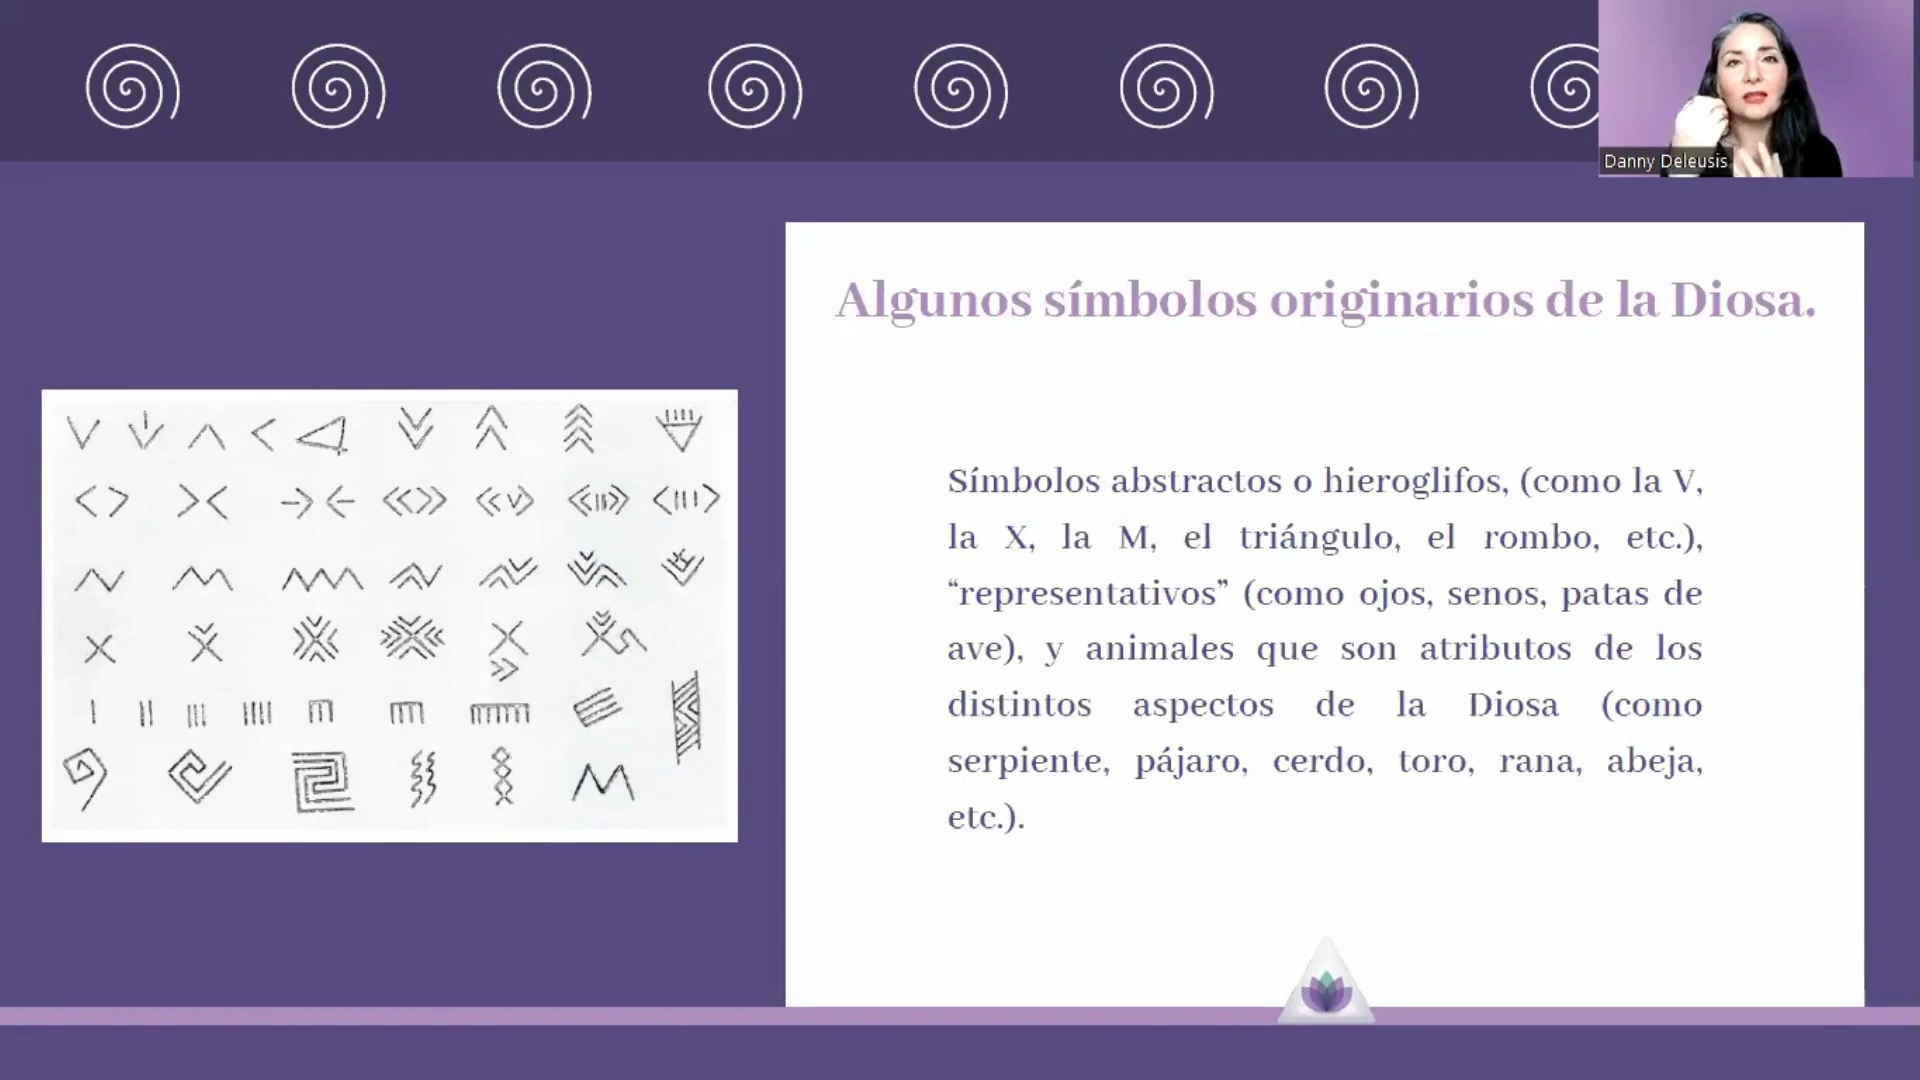 Danny Deleusis
Algunos símbolos originarios de la Diosa.
Símbolos abstractos o hieroglifos, (como la V,
la X, la M, el triángulo, el rombo, etc.),
“representativos” (como ojos, senos, patas de
ave), y animales que son atributos de los
distintos aspectos de la Diosa (como
serpiente, pájaro, cerdo, toro, rana, abeja,
etc.).